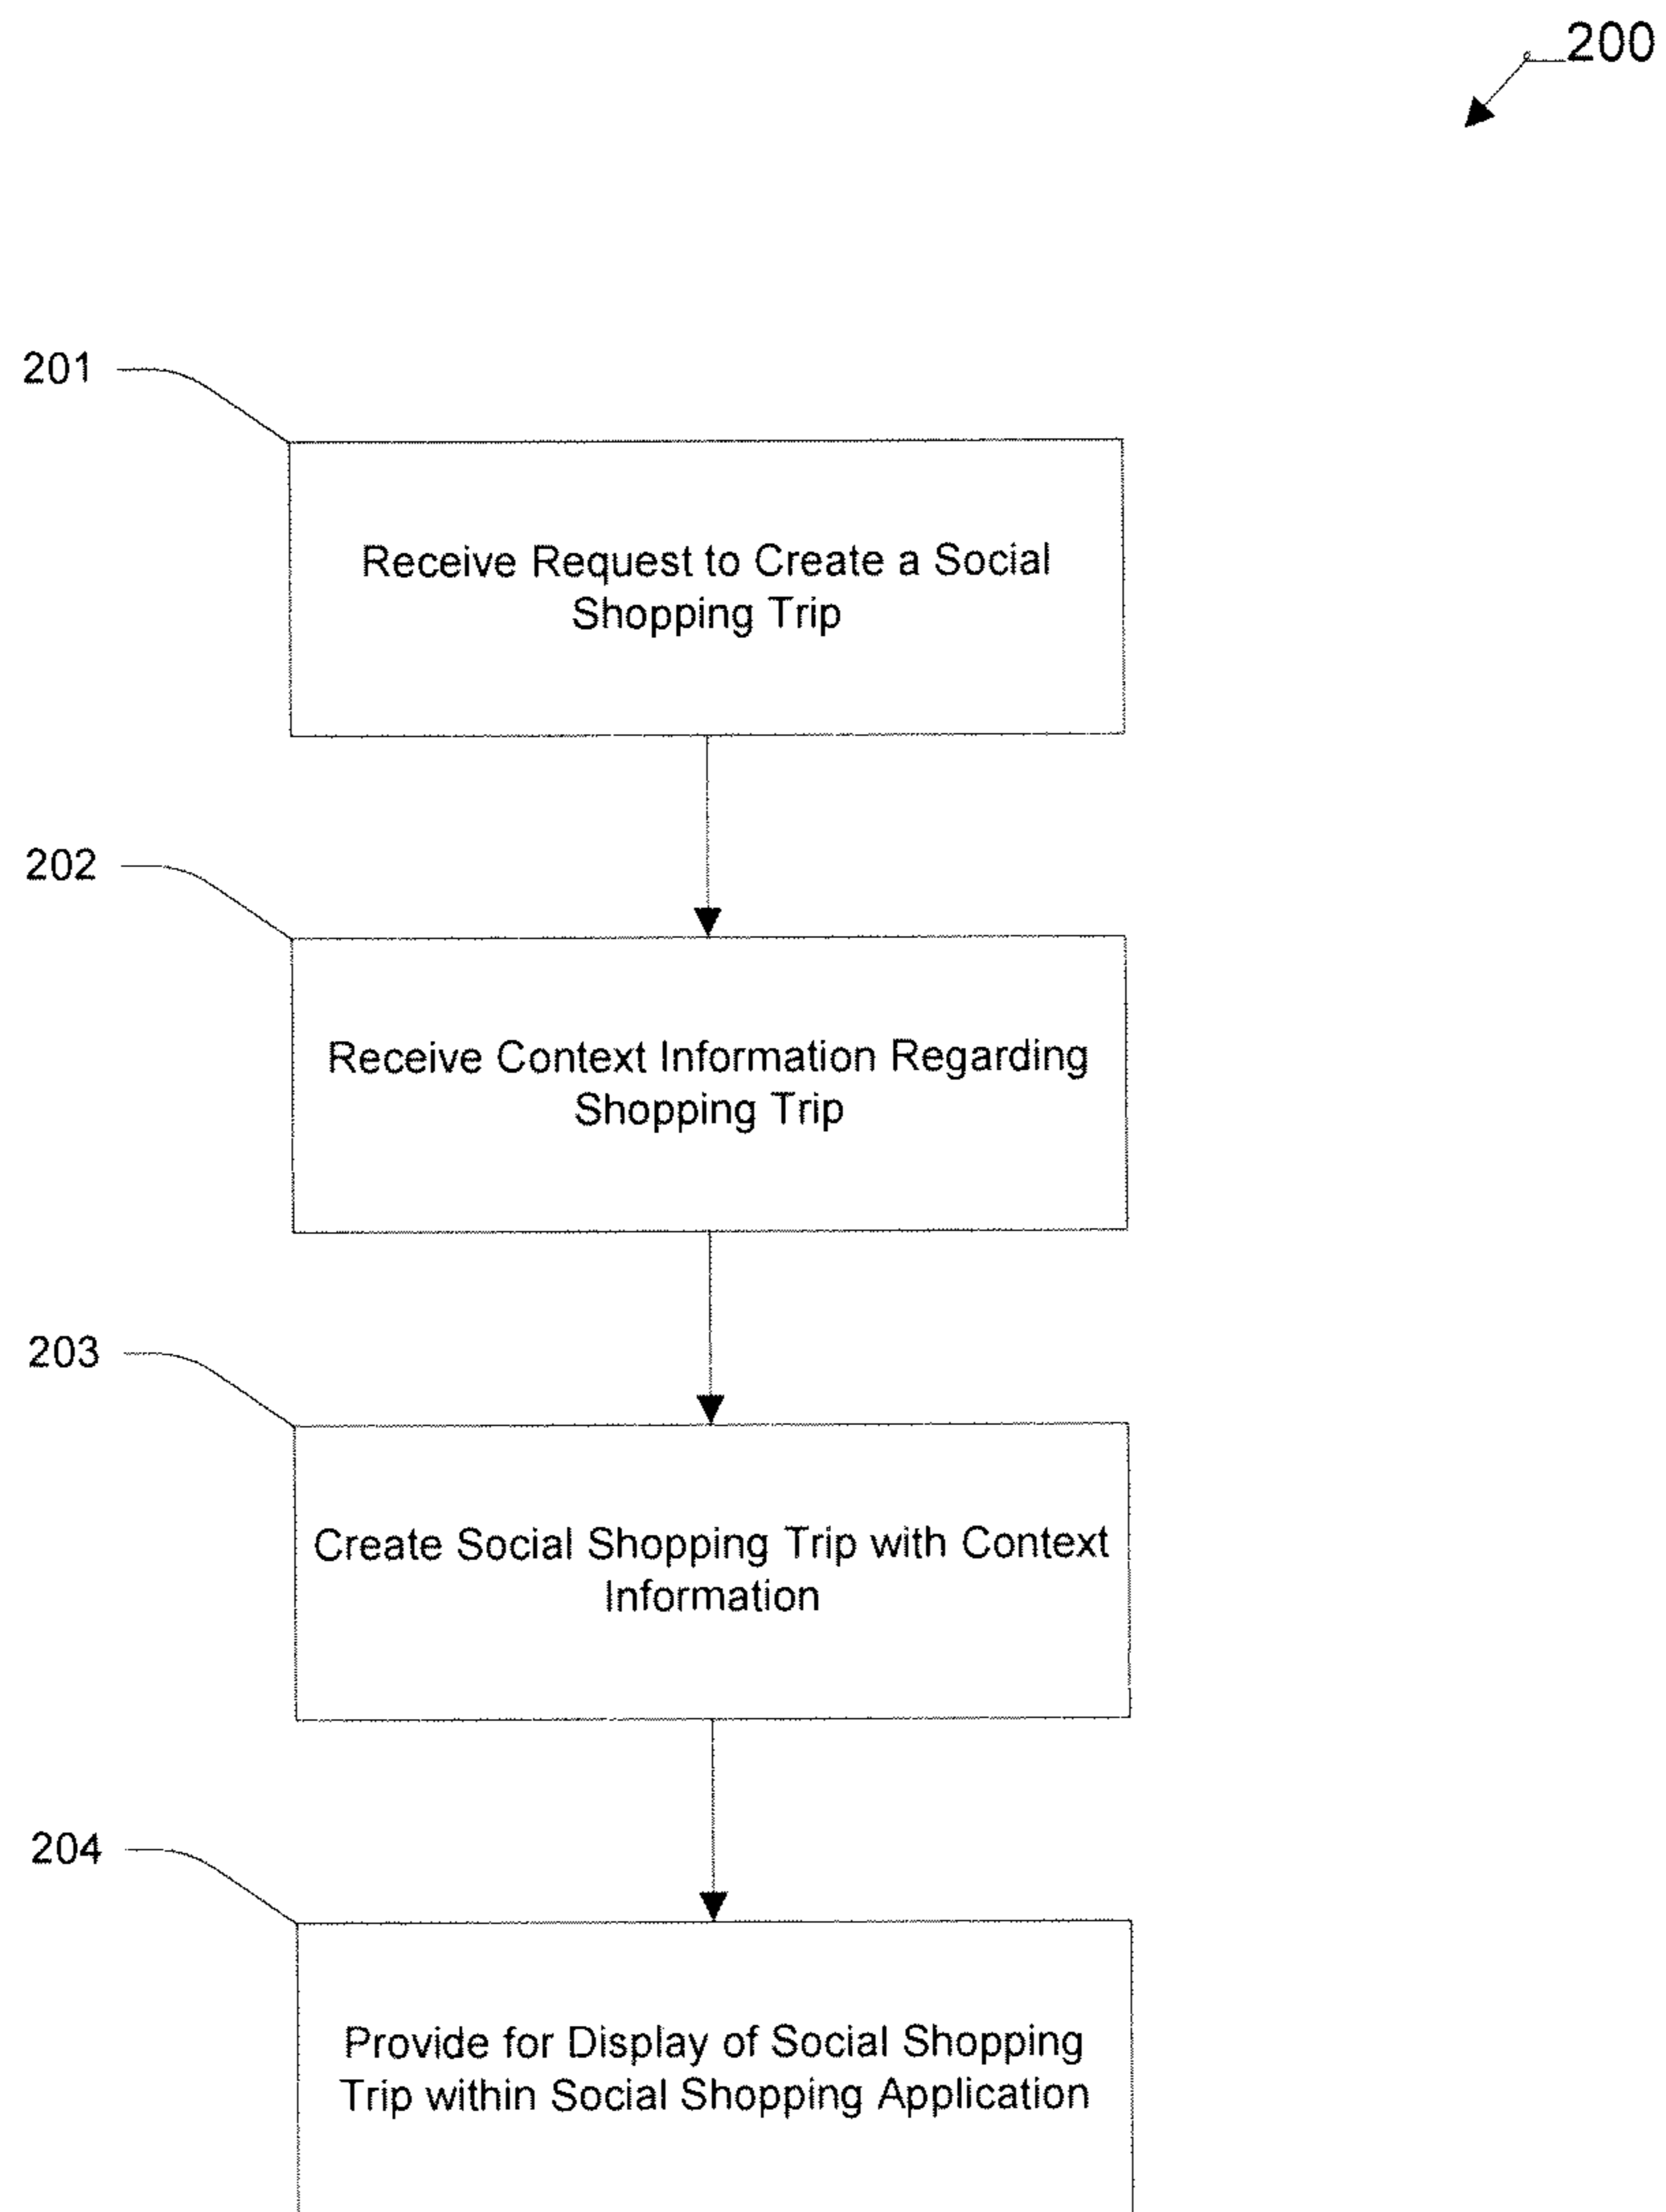 200
201
Receive Request to Create a Social
Shopping Trip
202
Receive Context Information Regarding
Shopping Trip
203
Create Social Shopping Trip with Context
Information
204
Provide for Display of Social Shopping
Trip within Social Shopping Application